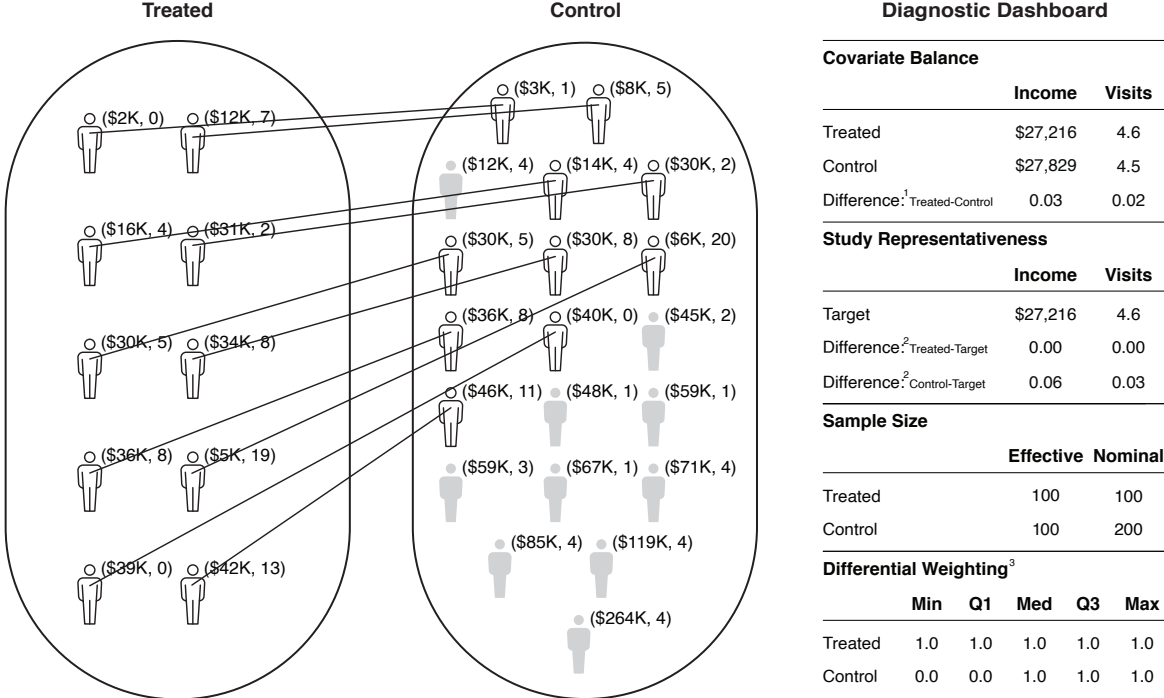 Treated
($2K, 0) ($12K, 7)
($16K, 4) ($31K, 2)
($30K, 5) ($34K, 8)
($36K, 8) ($5K, 19)
($39K, 0) ($42K, 13)
Control
($3K, 1) ($8K, 5)
($12K, 4) ($14K, 4) ($30K, 2)
($30K, 5) ($30K, 8) ($6K, 20)
($36K, 8) ($40K, 0) ($45K, 2)
($46K, 11) ($48K, 1) ($59K, 1)
($59K, 3) ($67K, 1) ($71K, 4)
($85K, 4) ($119K, 4)
($264K, 4)
Diagnostic Dashboard
Covariate Balance
Income Visits
Treated $27,216 4.6
Control $27,829 4.5
Difference:¹ Treated-Control 0.03 0.02
Study Representativeness
Income Visits
Target $27,216 4.6
Difference:² Treated-Target 0.00 0.00
Difference:² Control-Target 0.06 0.03
Sample Size
Effective Nominal
Treated 100 100
Control 100 200
Differential Weighting³
Min Q1 Med Q3 Max
Treated 1.0 1.0 1.0 1.0 1.0
Control 0.0 0.0 1.0 1.0 1.0